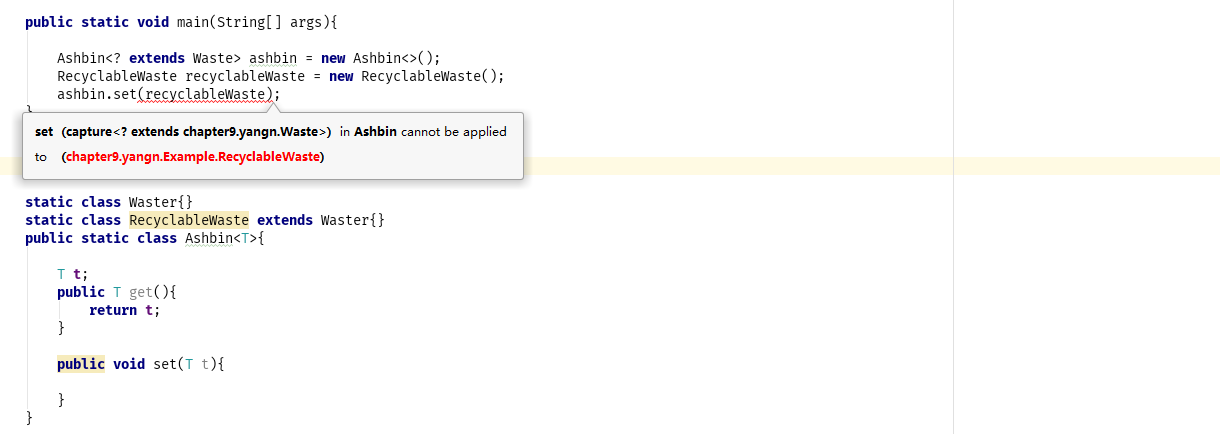 public static void main(String[] args){
Ashbin<? extends Waste> ashbin = new Ashbin<>();
RecyclableWaste recyclableWaste = new RecyclableWaste();
ashbin.set(recyclableWaste);
set (capture<? extends chapter9.yangn.Waste>) in Ashbin cannot be applied
to (chapter9.yangn.Example.RecyclableWaste)
static class Waster{}
static class RecyclableWaste extends Waster{}
public static class Ashbin<T>{
T t;
public T get(){
return t;
}
public void set(T t){
}
}